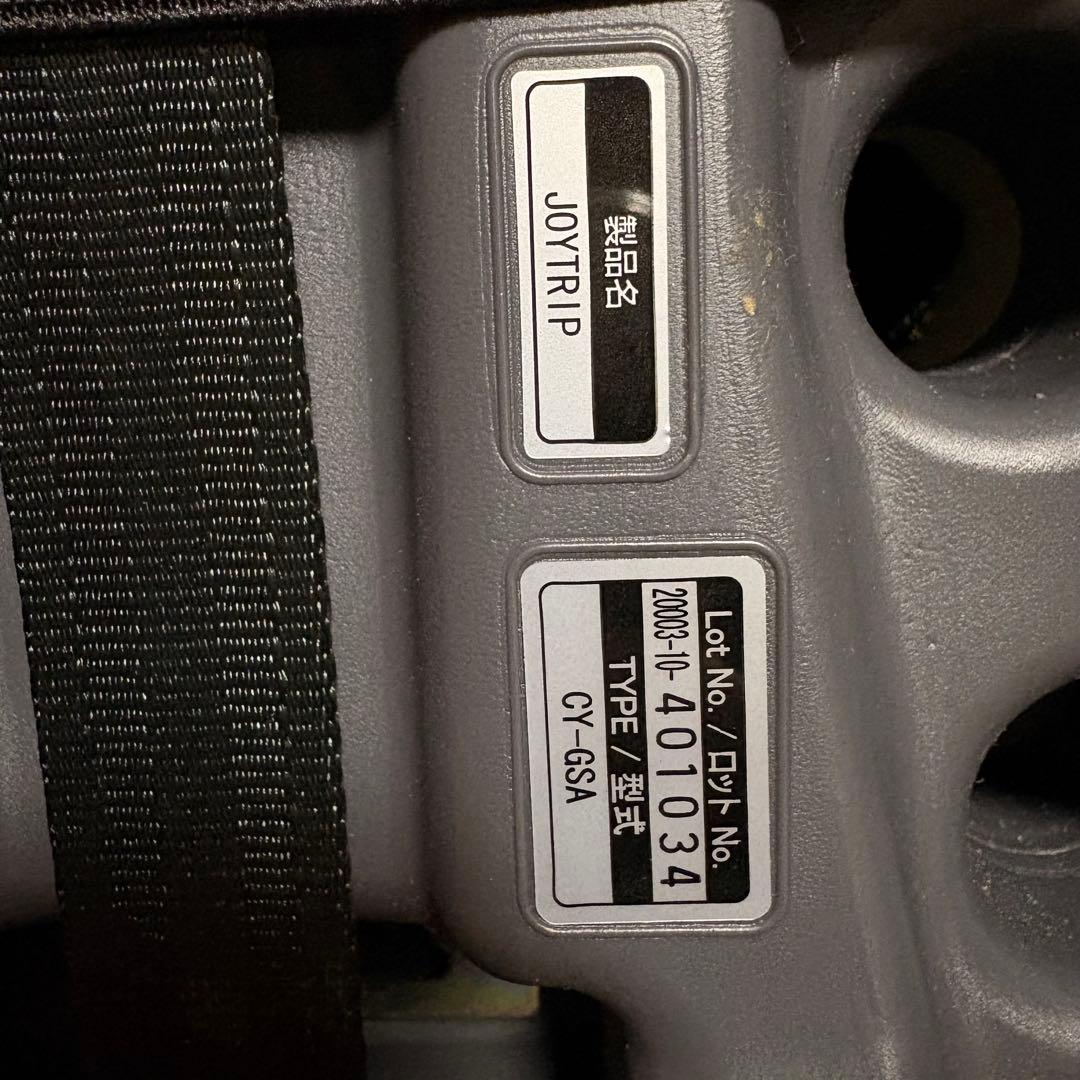 製品名
JOYTRIP
Lot No. / ロット No.
20003-10-401034
TYPE / 型式
CY-GSA